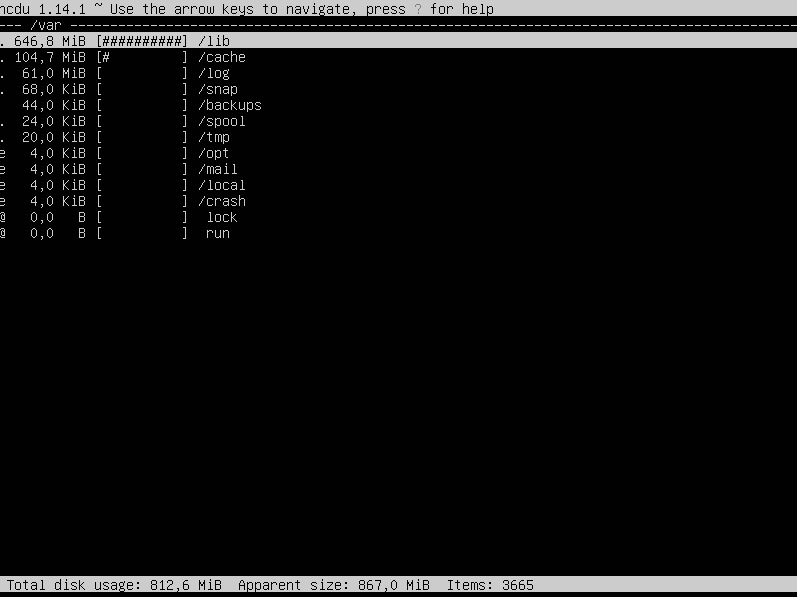 ncdu 1.14.1 ~ Use the arrow keys to navigate, press ? for help
--- /var ----------------------------------------------------------------------------------------
. 646,8 MiB [##########] /lib
. 104,7 MiB [#         ] /cache
.  61,0 MiB [          ] /log
.  68,0 KiB [          ] /snap
   44,0 KiB [          ] /backups
.  24,0 KiB [          ] /spool
.  20,0 KiB [          ] /tmp
e   4,0 KiB [          ] /opt
e   4,0 KiB [          ] /mail
e   4,0 KiB [          ] /local
e   4,0 KiB [          ] /crash
@   0,0   B [          ]  lock
@   0,0   B [          ]  run
Total disk usage: 812,6 MiB  Apparent size: 867,0 MiB  Items: 3665